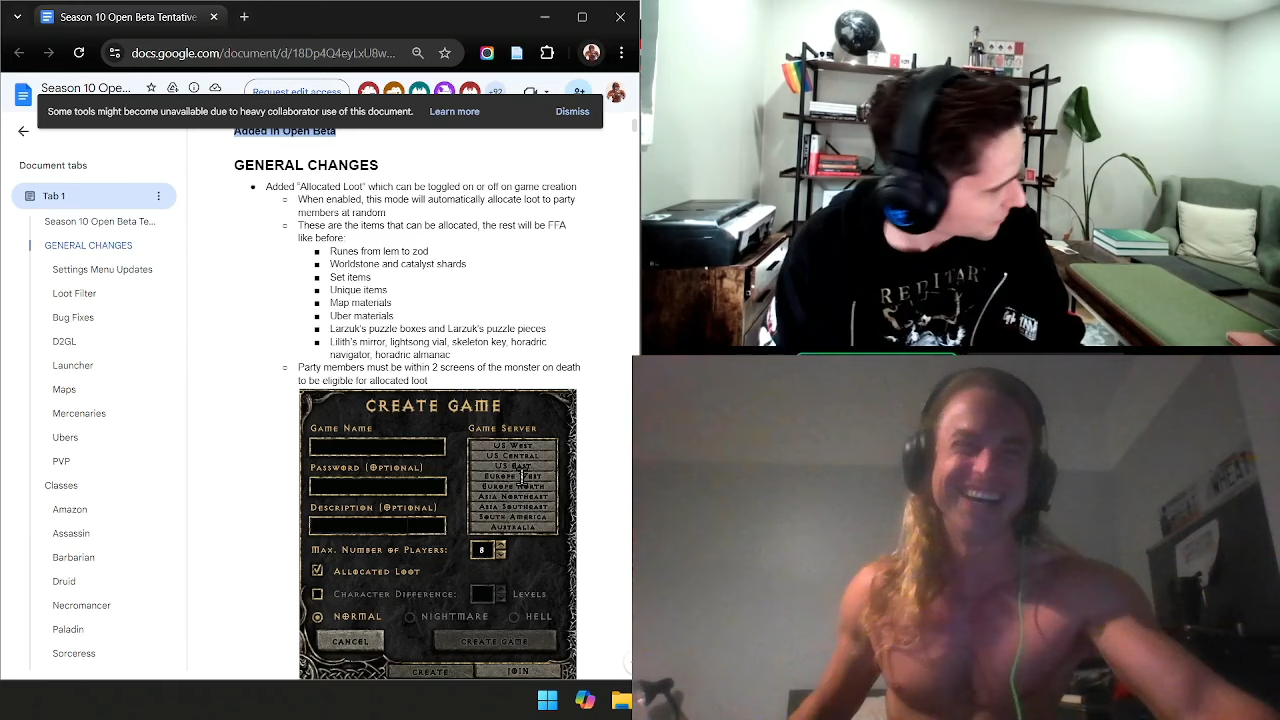 Season 10 Open Beta Tentative
docs.google.com/document/d/18Dp4Q4eyLxU8w...
Season 10 Ope
Request edit access
+92
Some tools might become unavailable due to heavy collaborator use of this document.
Learn more
Dismiss
Added in Open Beta
Document tabs
Tab 1
Season 10 Open Beta Te...
GENERAL CHANGES
Settings Menu Updates
Loot Filter
Bug Fixes
D2GL
Launcher
Maps
Mercenaries
Ubers
PVP
Classes
Amazon
Assassin
Barbarian
Druid
Necromancer
Paladin
Sorceress
GENERAL CHANGES
Added "Allocated Loot" which can be toggled on or off on game creation
When enabled, this mode will automatically allocate loot to party
members at random
These are the items that can be allocated, the rest will be FFA
like before:
Runes from lem to zod
Worldstone and catalyst shards
Set items
Unique items
Map materials
Uber materials
Larzuk's puzzle boxes and Larzuk's puzzle pieces
Lilith's mirror, lightsong vial, skeleton key, horadric
navigator, horadric almanac
Party members must be within 2 screens of the monster on death
to be eligible for allocated loot
CREATE GAME
GAME NAME
GAME SERVER
US WEST
US CENTRAL
US EAST
EUROPE WEST
EUROPE NORTH
ASIA NORTHEAST
ASIA SOUTHEAST
SOUTH AMERICA
AUSTRALIA
PASSWORD (OPTIONAL)
DESCRIPTION (OPTIONAL)
MAX. NUMBER OF PLAYERS:
8
ALLOCATED LOOT
CHARACTER DIFFERENCE:
LEVELS
NORMAL
NIGHTMARE
HELL
CANCEL
CREATE GAME
CREATE
JOIN